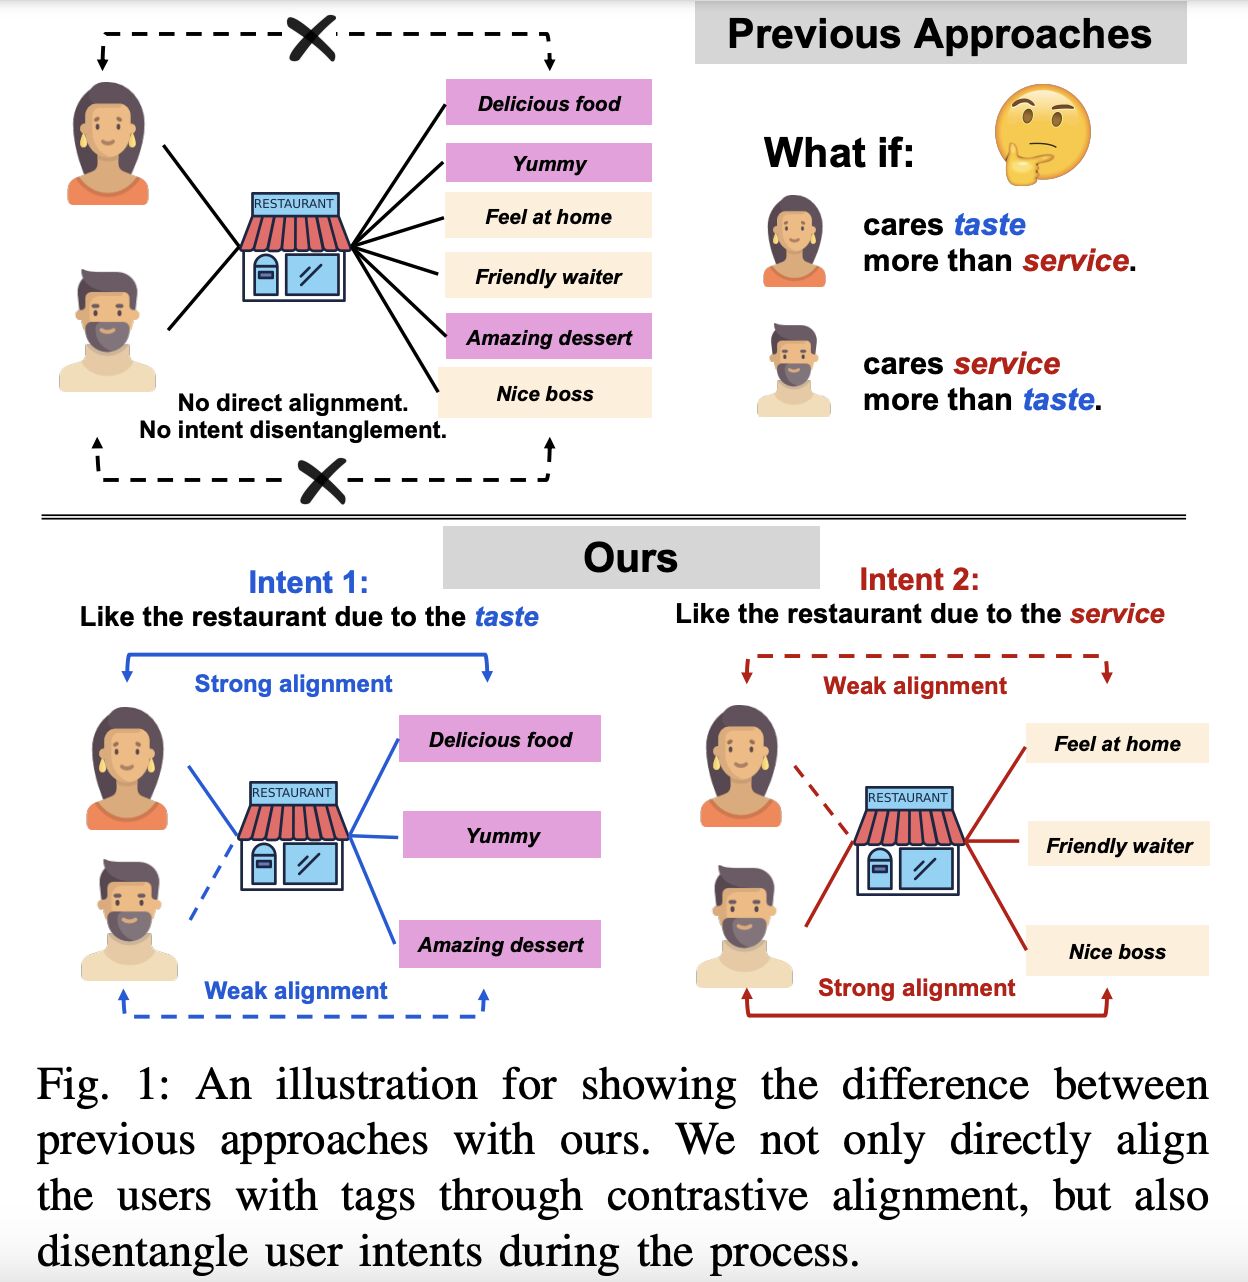 Previous Approaches
Delicious food
Yummy
Feel at home
Friendly waiter
Amazing dessert
Nice boss
RESTAURANT
No direct alignment.
No intent disentanglement.
What if:
cares taste
more than service.
cares service
more than taste.
Ours
Intent 1:
Like the restaurant due to the taste
Strong alignment
Delicious food
RESTAURANT
Yummy
Amazing dessert
Weak alignment
Intent 2:
Like the restaurant due to the service
Weak alignment
Feel at home
RESTAURANT
Friendly waiter
Nice boss
Strong alignment
Fig. 1: An illustration for showing the difference between
previous approaches with ours. We not only directly align
the users with tags through contrastive alignment, but also
disentangle user intents during the process.